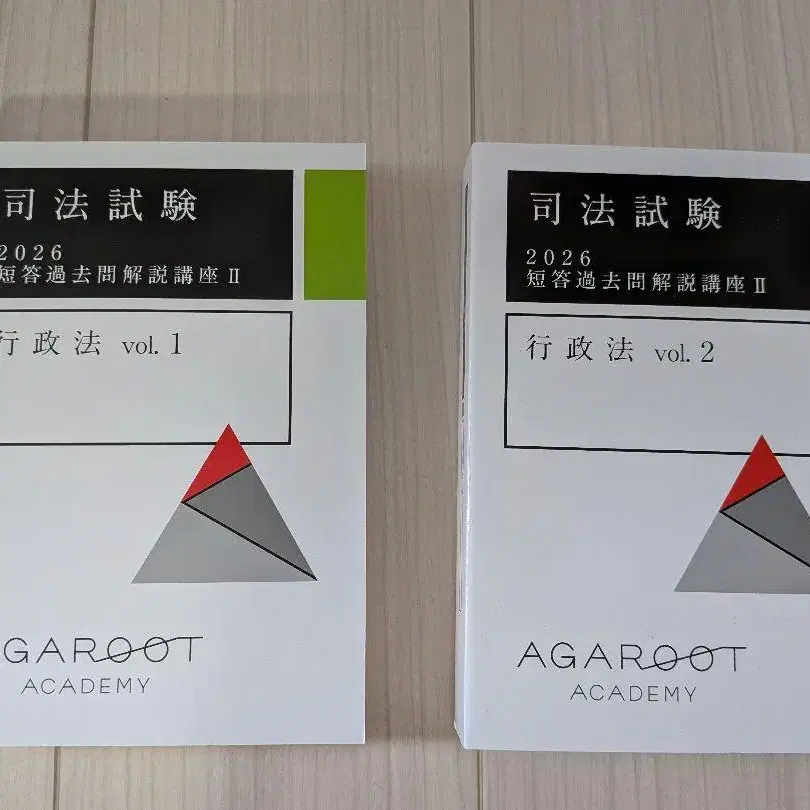 司法試験
2026
短答過去問解説講座Ⅱ
行政法 vol. 1
GAROOT
ACADEMY
司法試験
2026
短答過去問解説講座Ⅱ
行政法 vol. 2
AGAROOT
ACADEMY